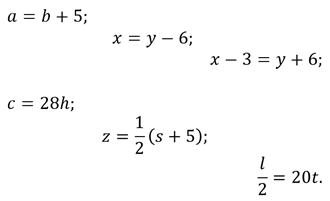 a = b + 5;
x = y − 6;
x − 3 = y + 6;
c = 28h;
z = 1/2 (s + 5);
l/2 = 20t.